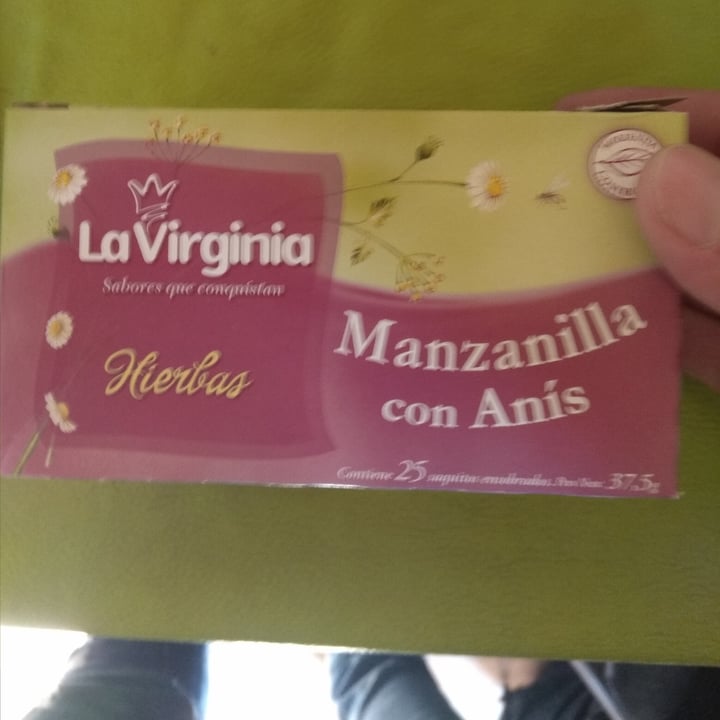 La Virginia
Sabores que conquistan
Hierbas
Manzanilla
con Anís
Contiene 25 saquitos ensobrados. Peso Neto: 37,5g